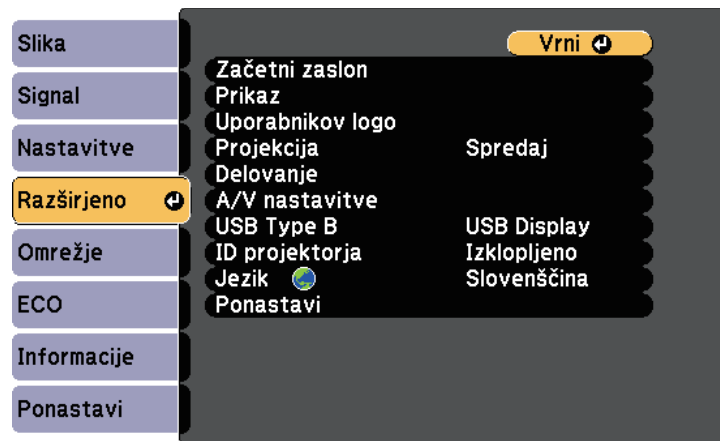 Slika
Signal
Nastavitve
Razširjeno
Omrežje
ECO
Informacije
Ponastavi
Vrni
Začetni zaslon
Prikaz
Uporabnikov logo
Projekcija Spredaj
Delovanje
A/V nastavitve
USB Type B USB Display
ID projektorja Izklopljeno
Jezik Slovenščina
Ponastavi